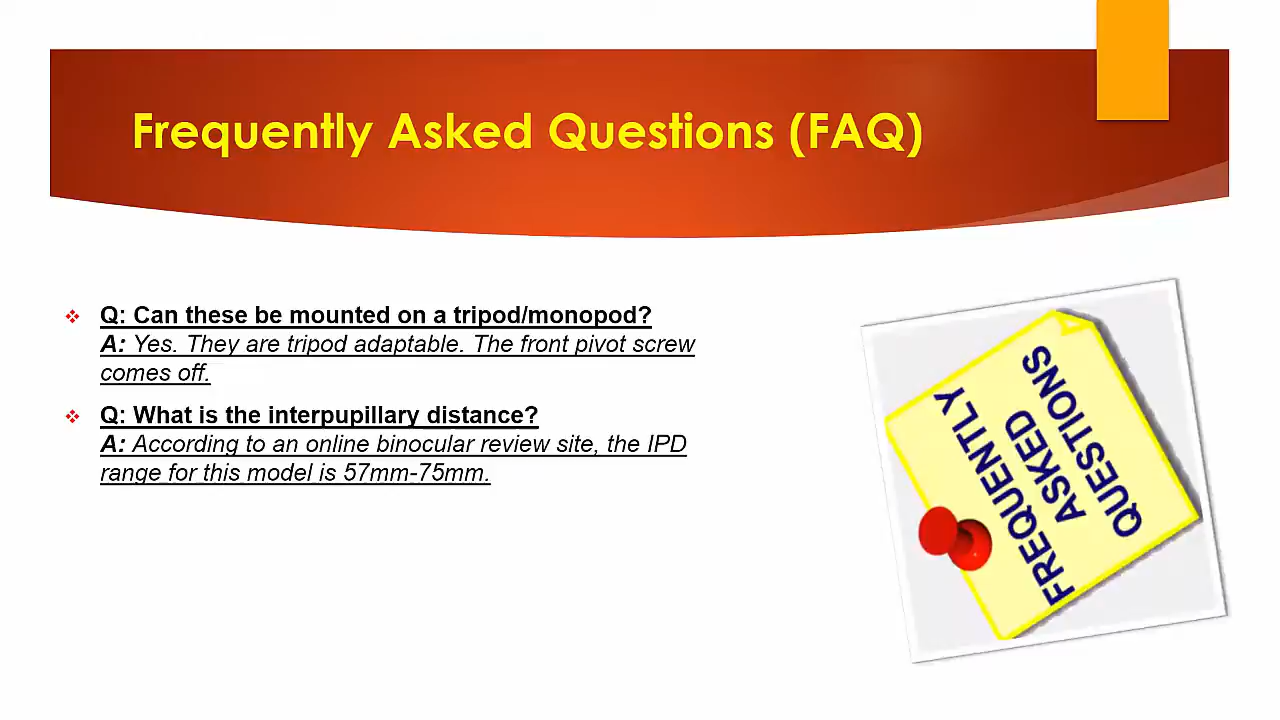 Frequently Asked Questions (FAQ)
Q: Can these be mounted on a tripod/monopod?
A: Yes. They are tripod adaptable. The front pivot screw
comes off.
Q: What is the interpupillary distance?
A: According to an online binocular review site, the IPD
range for this model is 57mm-75mm.
FREQUENTLY
ASKED
QUESTIONS